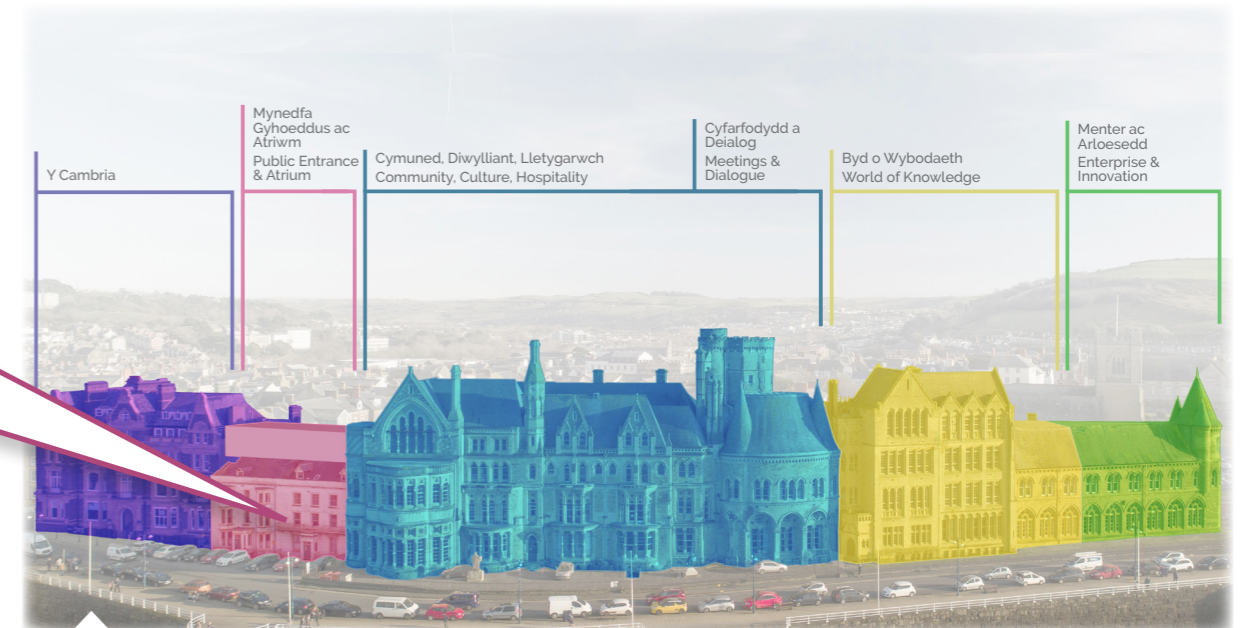 Y Cambria
Mynedfa
Gyhoeddus ac
Atriwm
Public Entrance
& Atrium
Cymuned, Diwylliant, Lletygarwch
Community, Culture, Hospitality
Cyfarfodydd a
Deialog
Meetings &
Dialogue
Byd o Wybodaeth
World of Knowledge
Menter ac
Arloesedd
Enterprise &
Innovation